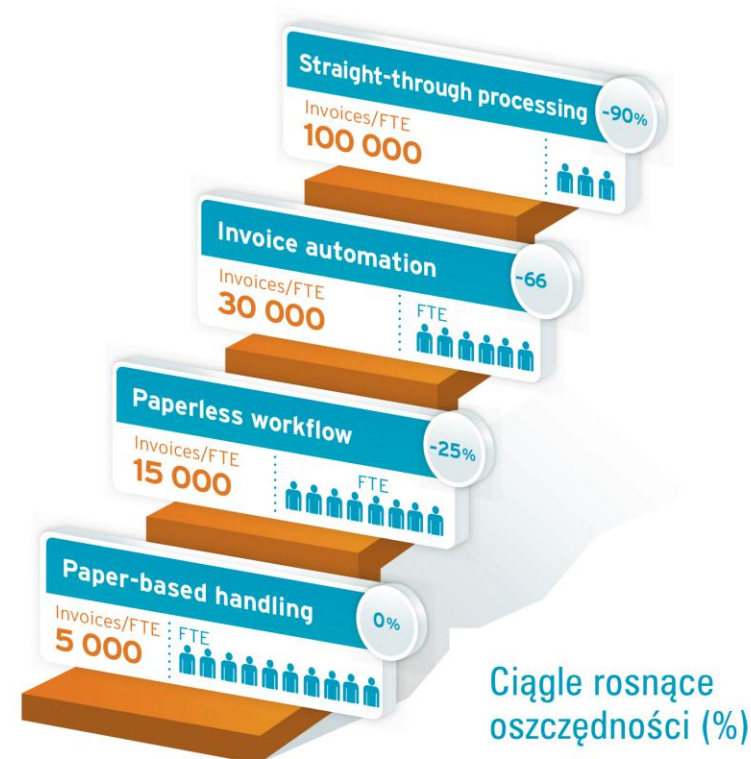 Straight-through processing
-90%
Invoices/FTE
100 000
Invoice automation
-66
Invoices/FTE
30 000
FTE
Paperless workflow
-25%
Invoices/FTE
15 000
FTE
Paper-based handling
0%
Invoices/FTE
5 000
FTE
Ciągle rosnące
oszczędności (%)